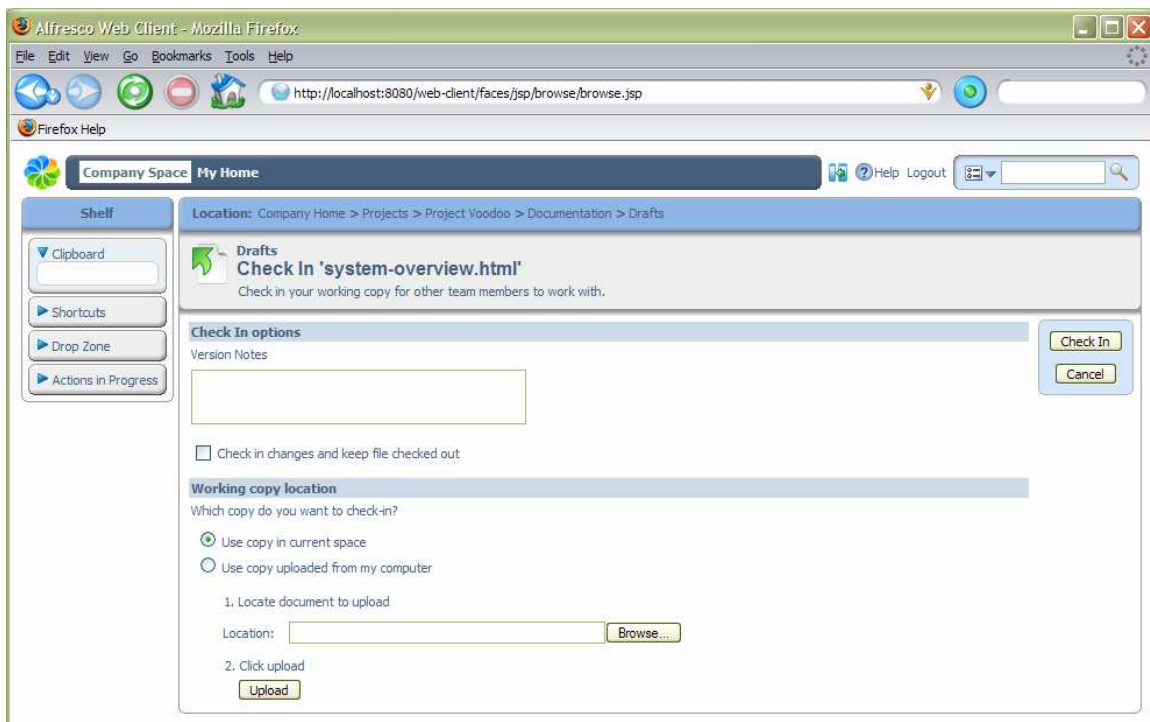 Alfresco Web Client - Mozilla Firefox
File Edit View Go Bookmarks Tools Help
http://localhost:8080/web-client/faces/jsp/browse/browse.jsp
Firefox Help
Company Space My Home
Help Logout
Shelf
Location: Company Home > Projects > Project Voodoo > Documentation > Drafts
Clipboard
Shortcuts
Drop Zone
Actions in Progress
Drafts
Check In 'system-overview.html'
Check in your working copy for other team members to work with.
Check In options
Version Notes
Check in changes and keep file checked out
Working copy location
Which copy do you want to check-in?
Use copy in current space
Use copy uploaded from my computer
1. Locate document to upload
Location: Browse...
2. Click upload
Upload
Check In
Cancel